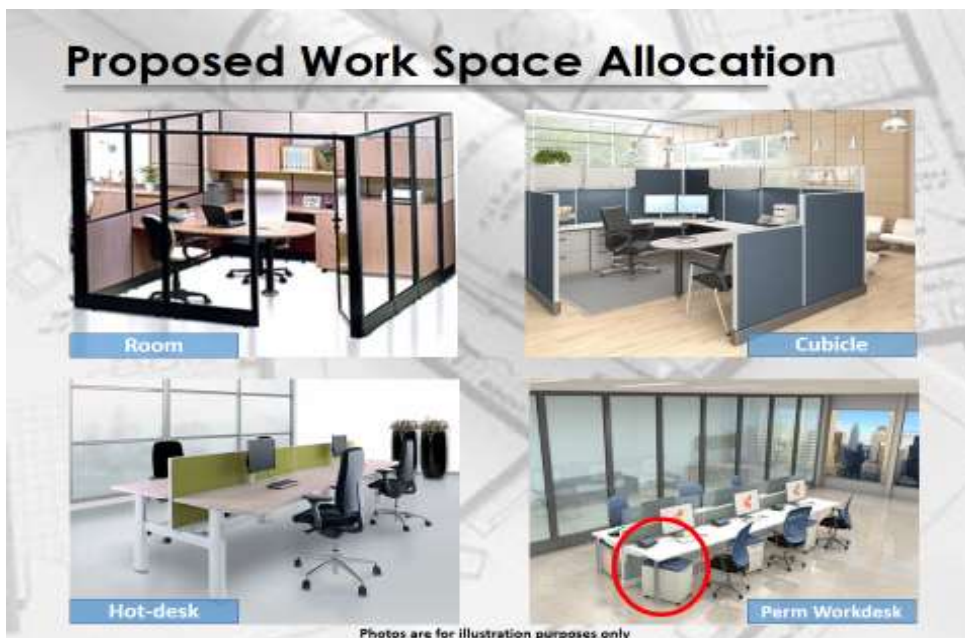 Proposed Work Space Allocation
Room
Cubicle
Hot-desk
Perm Workdesk
Photos are for illustration purposes only